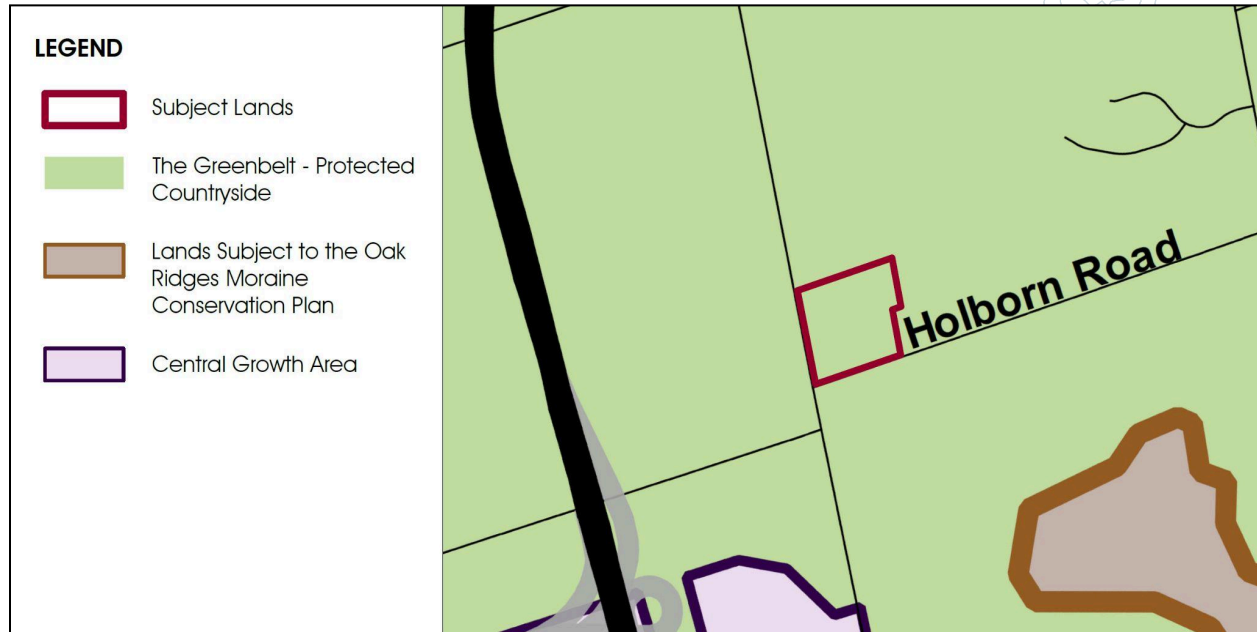 LEGEND
Subject Lands
The Greenbelt - Protected
Countryside
Lands Subject to the Oak
Ridges Moraine
Conservation Plan
Central Growth Area
Holborn Road